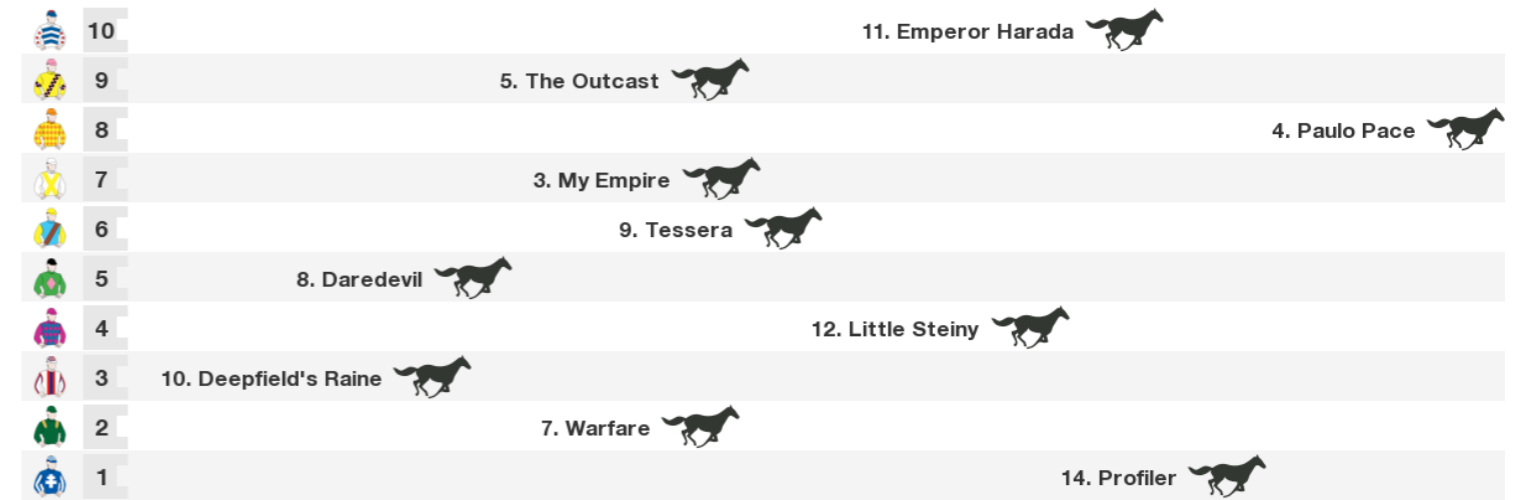 10 11. Emperor Harada
9 5. The Outcast
8 4. Paulo Pace
7 3. My Empire
6 9. Tessera
5 8. Daredevil
4 12. Little Steiny
3 10. Deepfield's Raine
2 7. Warfare
1 14. Profiler